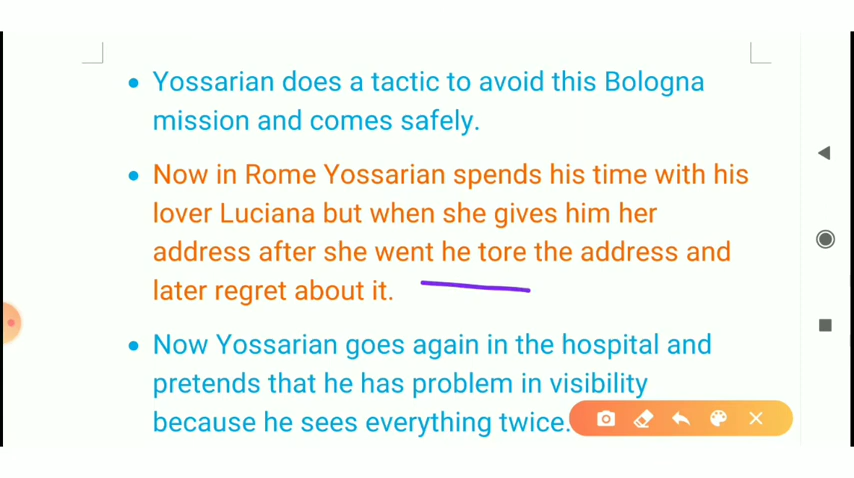 Yossarian does a tactic to avoid this Bologna
mission and comes safely.
Now in Rome Yossarian spends his time with his
lover Luciana but when she gives him her
address after she went he tore the address and
later regret about it.
Now Yossarian goes again in the hospital and
pretends that he has problem in visibility
because he sees everything twice.